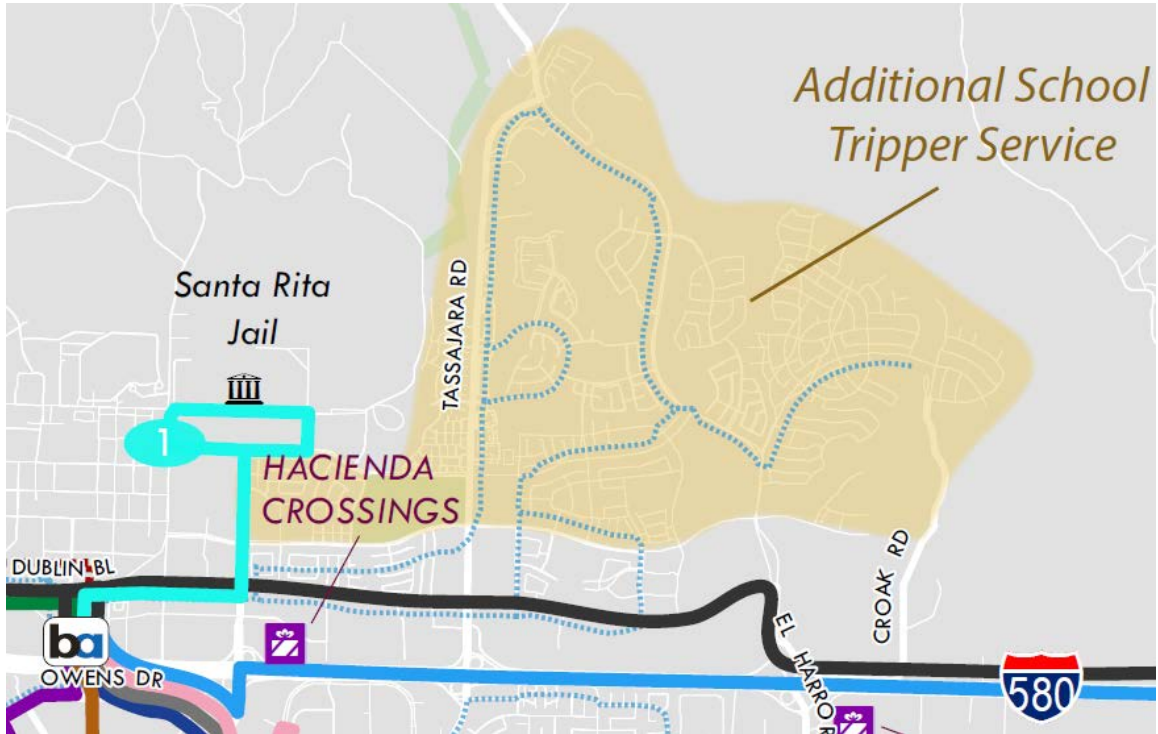 Additional School
Tripper Service
Santa Rita
Jail
TASSAJARA RD
1
HACIENDA
CROSSINGS
DUBLIN BL
CROAK RD
ba
OWENS DR
EL HARRO R
580